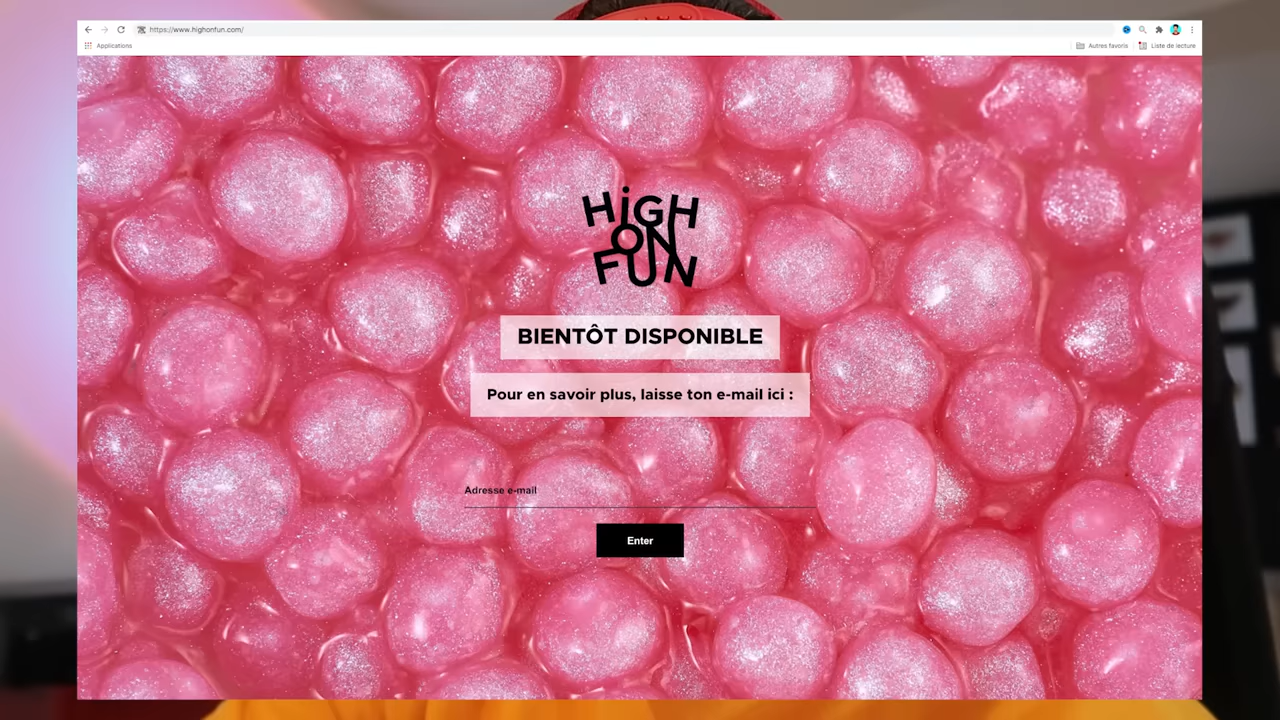 https://www.highonfun.com/
Applications
Autres favoris
Liste de lecture
HiGH
ON
FUN
BIENTÔT DISPONIBLE
Pour en savoir plus, laisse ton e-mail ici :
Adresse e-mail
Enter